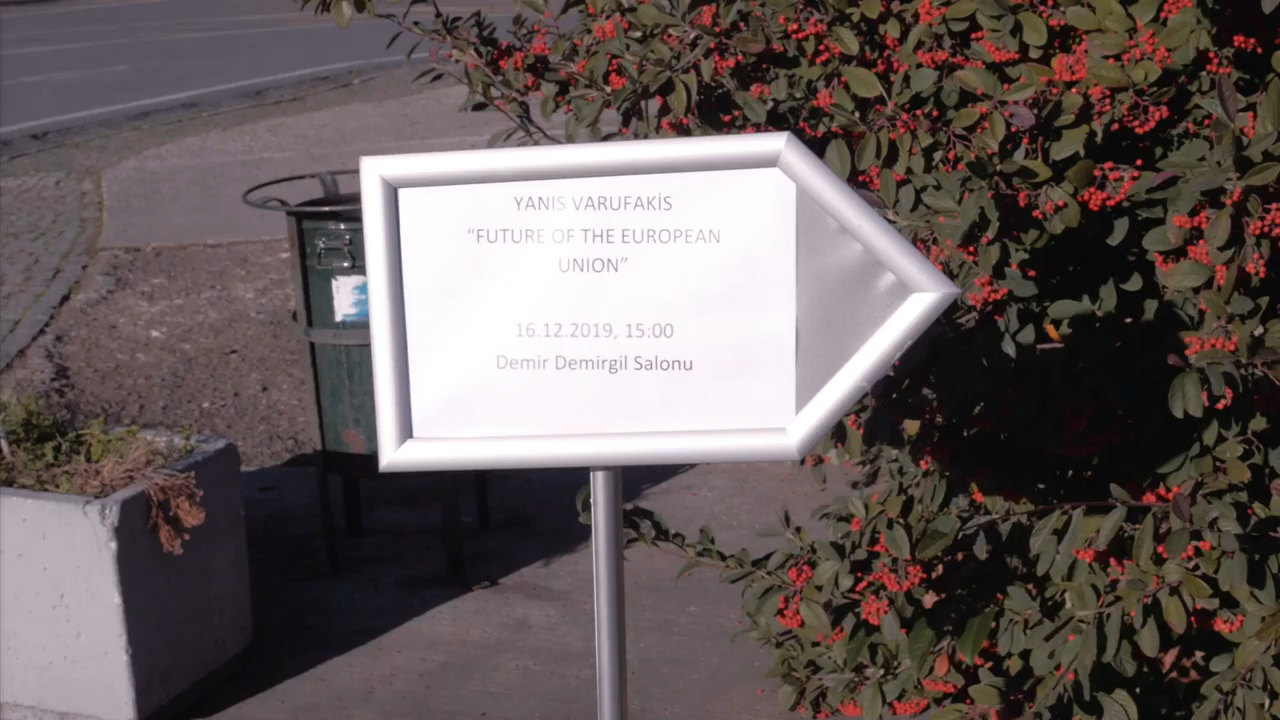 YANIS VARUFAKİS
“FUTURE OF THE EUROPEAN
UNION”
16.12.2019, 15:00
Demir Demirgil Salonu